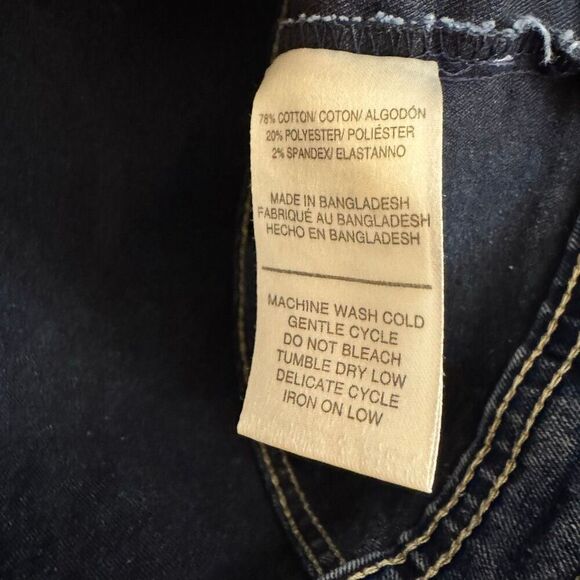 78% COTTON/ COTON/ ALGODÓN
20% POLYESTER/ POLIÉSTER
2% SPANDEX/ ELASTANNO
MADE IN BANGLADESH
FABRIQUÉ AU BANGLADESH
HECHO EN BANGLADESH
MACHINE WASH COLD
GENTLE CYCLE
DO NOT BLEACH
TUMBLE DRY LOW
DELICATE CYCLE
IRON ON LOW